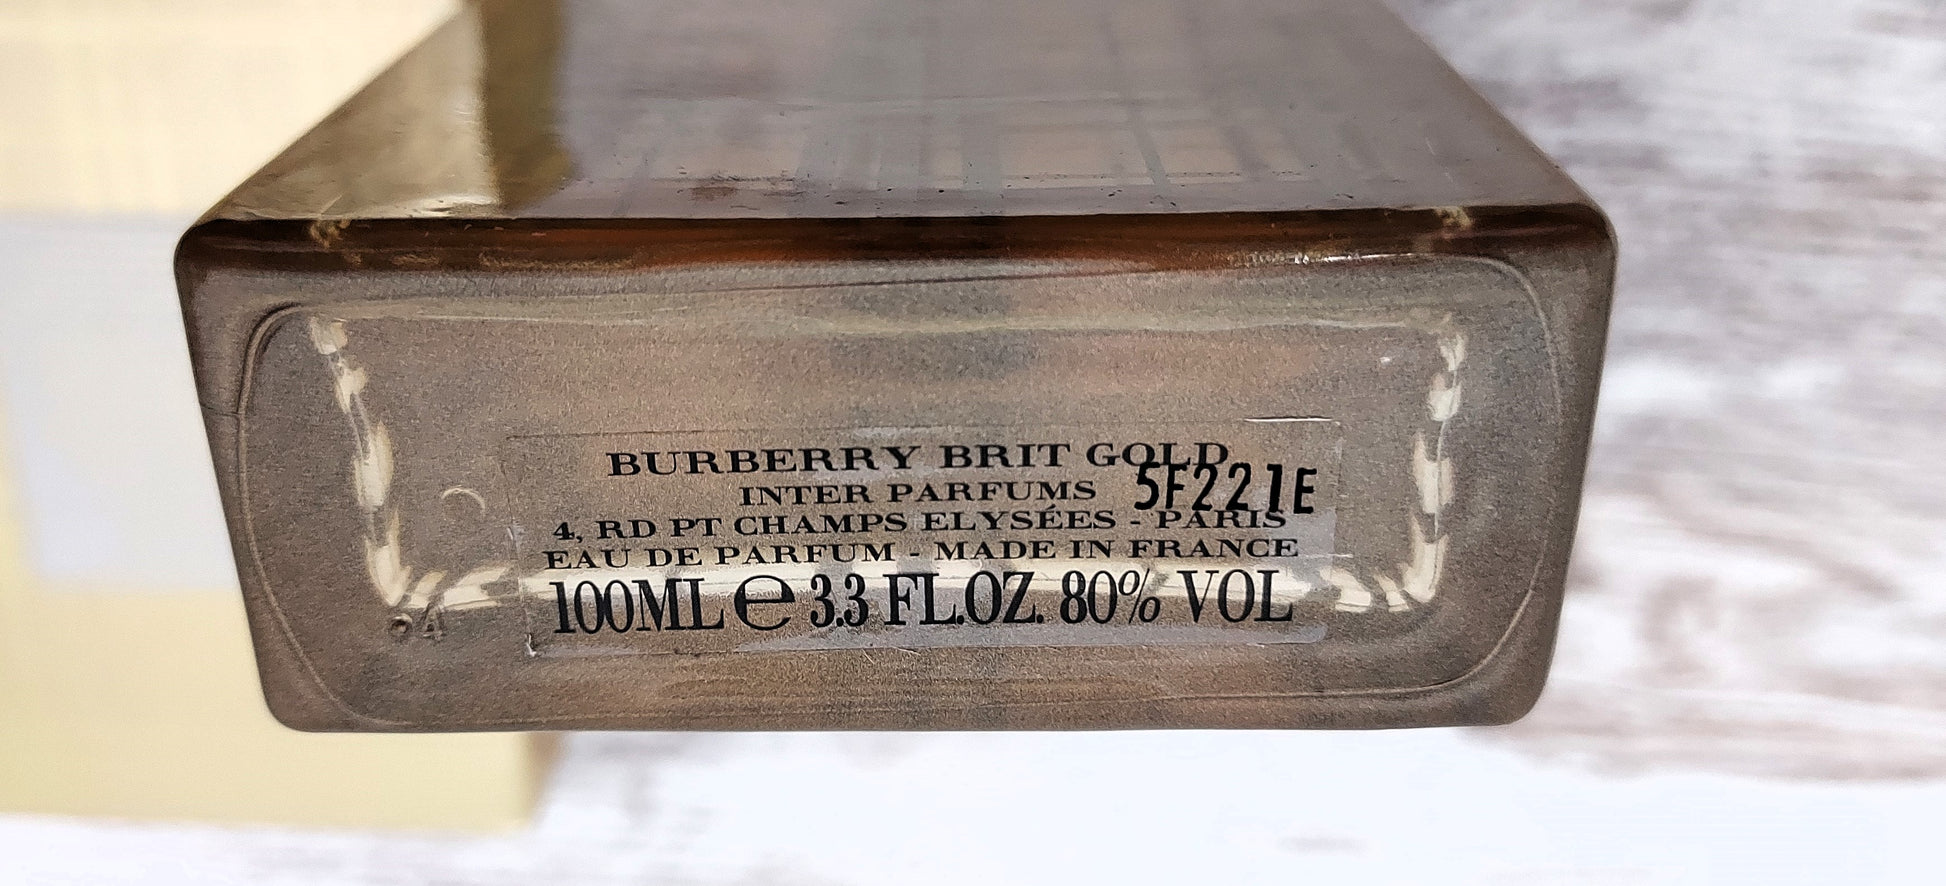 BURBERRY BRIT GOLD
5F221E
INTER PARFUMS
4, RD PT CHAMPS ELYSÉES - PARIS
EAU DE PARFUM - MADE IN FRANCE
100ML ℮ 3.3 FL.OZ. 80% VOL